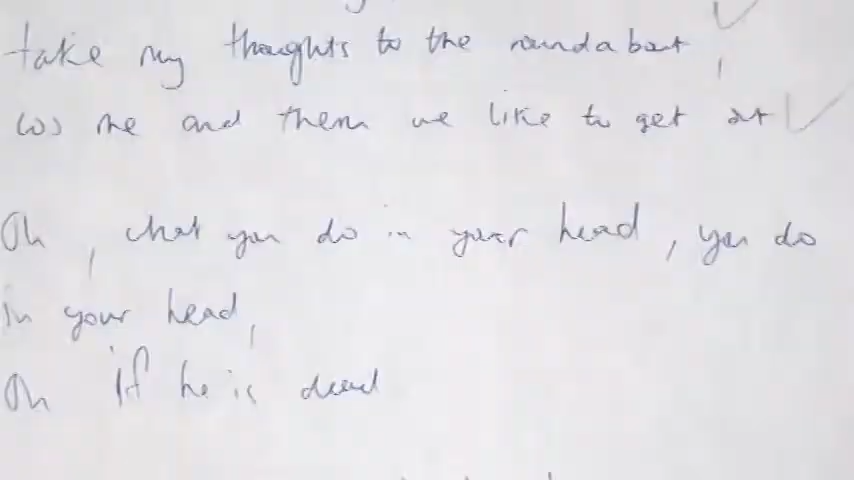 take my thoughts to the roundabout,
cos me and them we like to get out
Oh, what you do in your head, you do
in your head,
Oh if he is dead